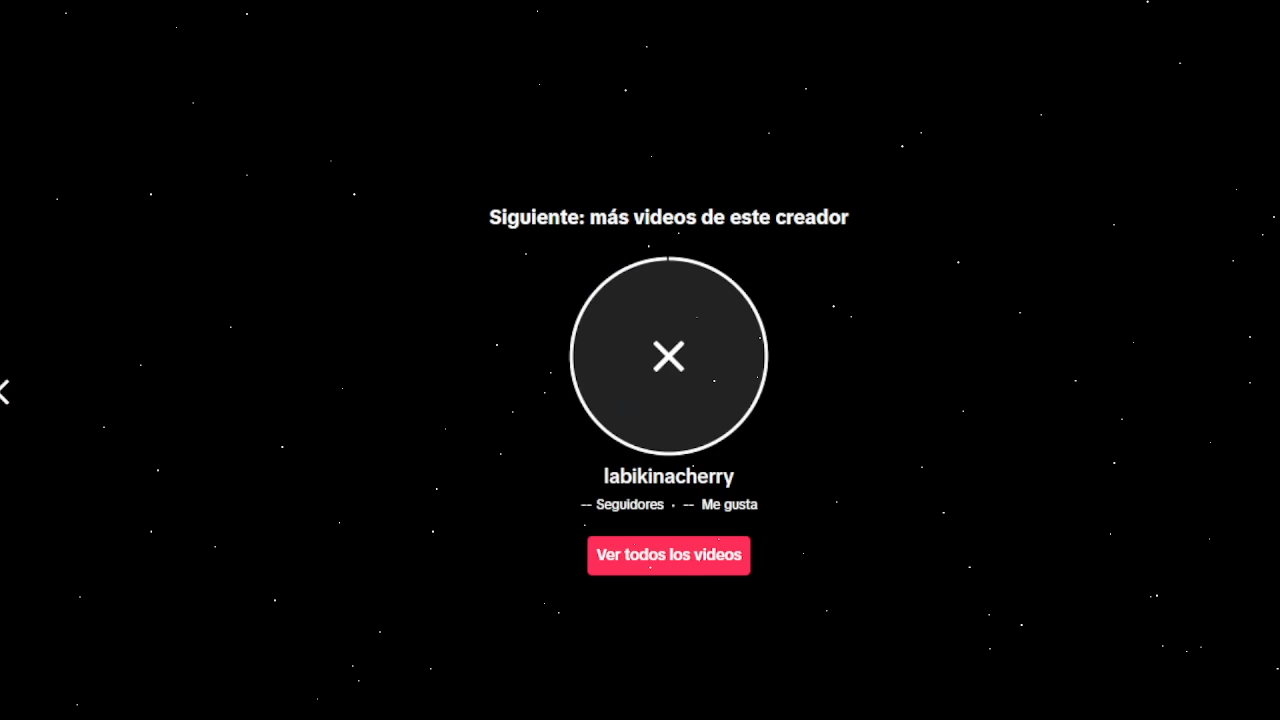 Siguiente: más videos de este creador
labikinacherry
-- Seguidores · -- Me gusta
Ver todos los videos